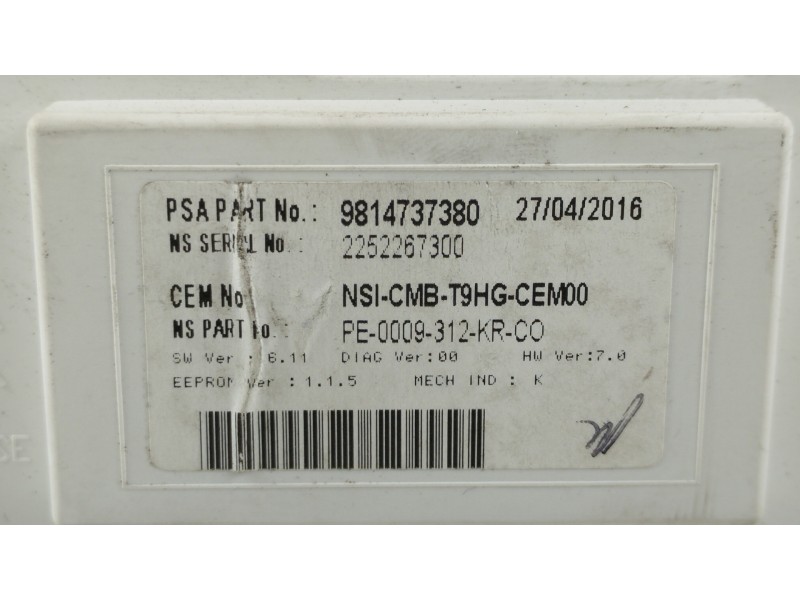 PSA PART No.: 9814737380 27/04/2016
NS SERIAL No. : 2252267300
CEM No NSI-CMB-T9HG-CEM00
NS PART No. : PE-0009-312-KR-CO
SW Ver : 6.11 DIAG Ver:00 HW Ver:7.0
EEPROM Ver : 1.1.5 MECH IND : K